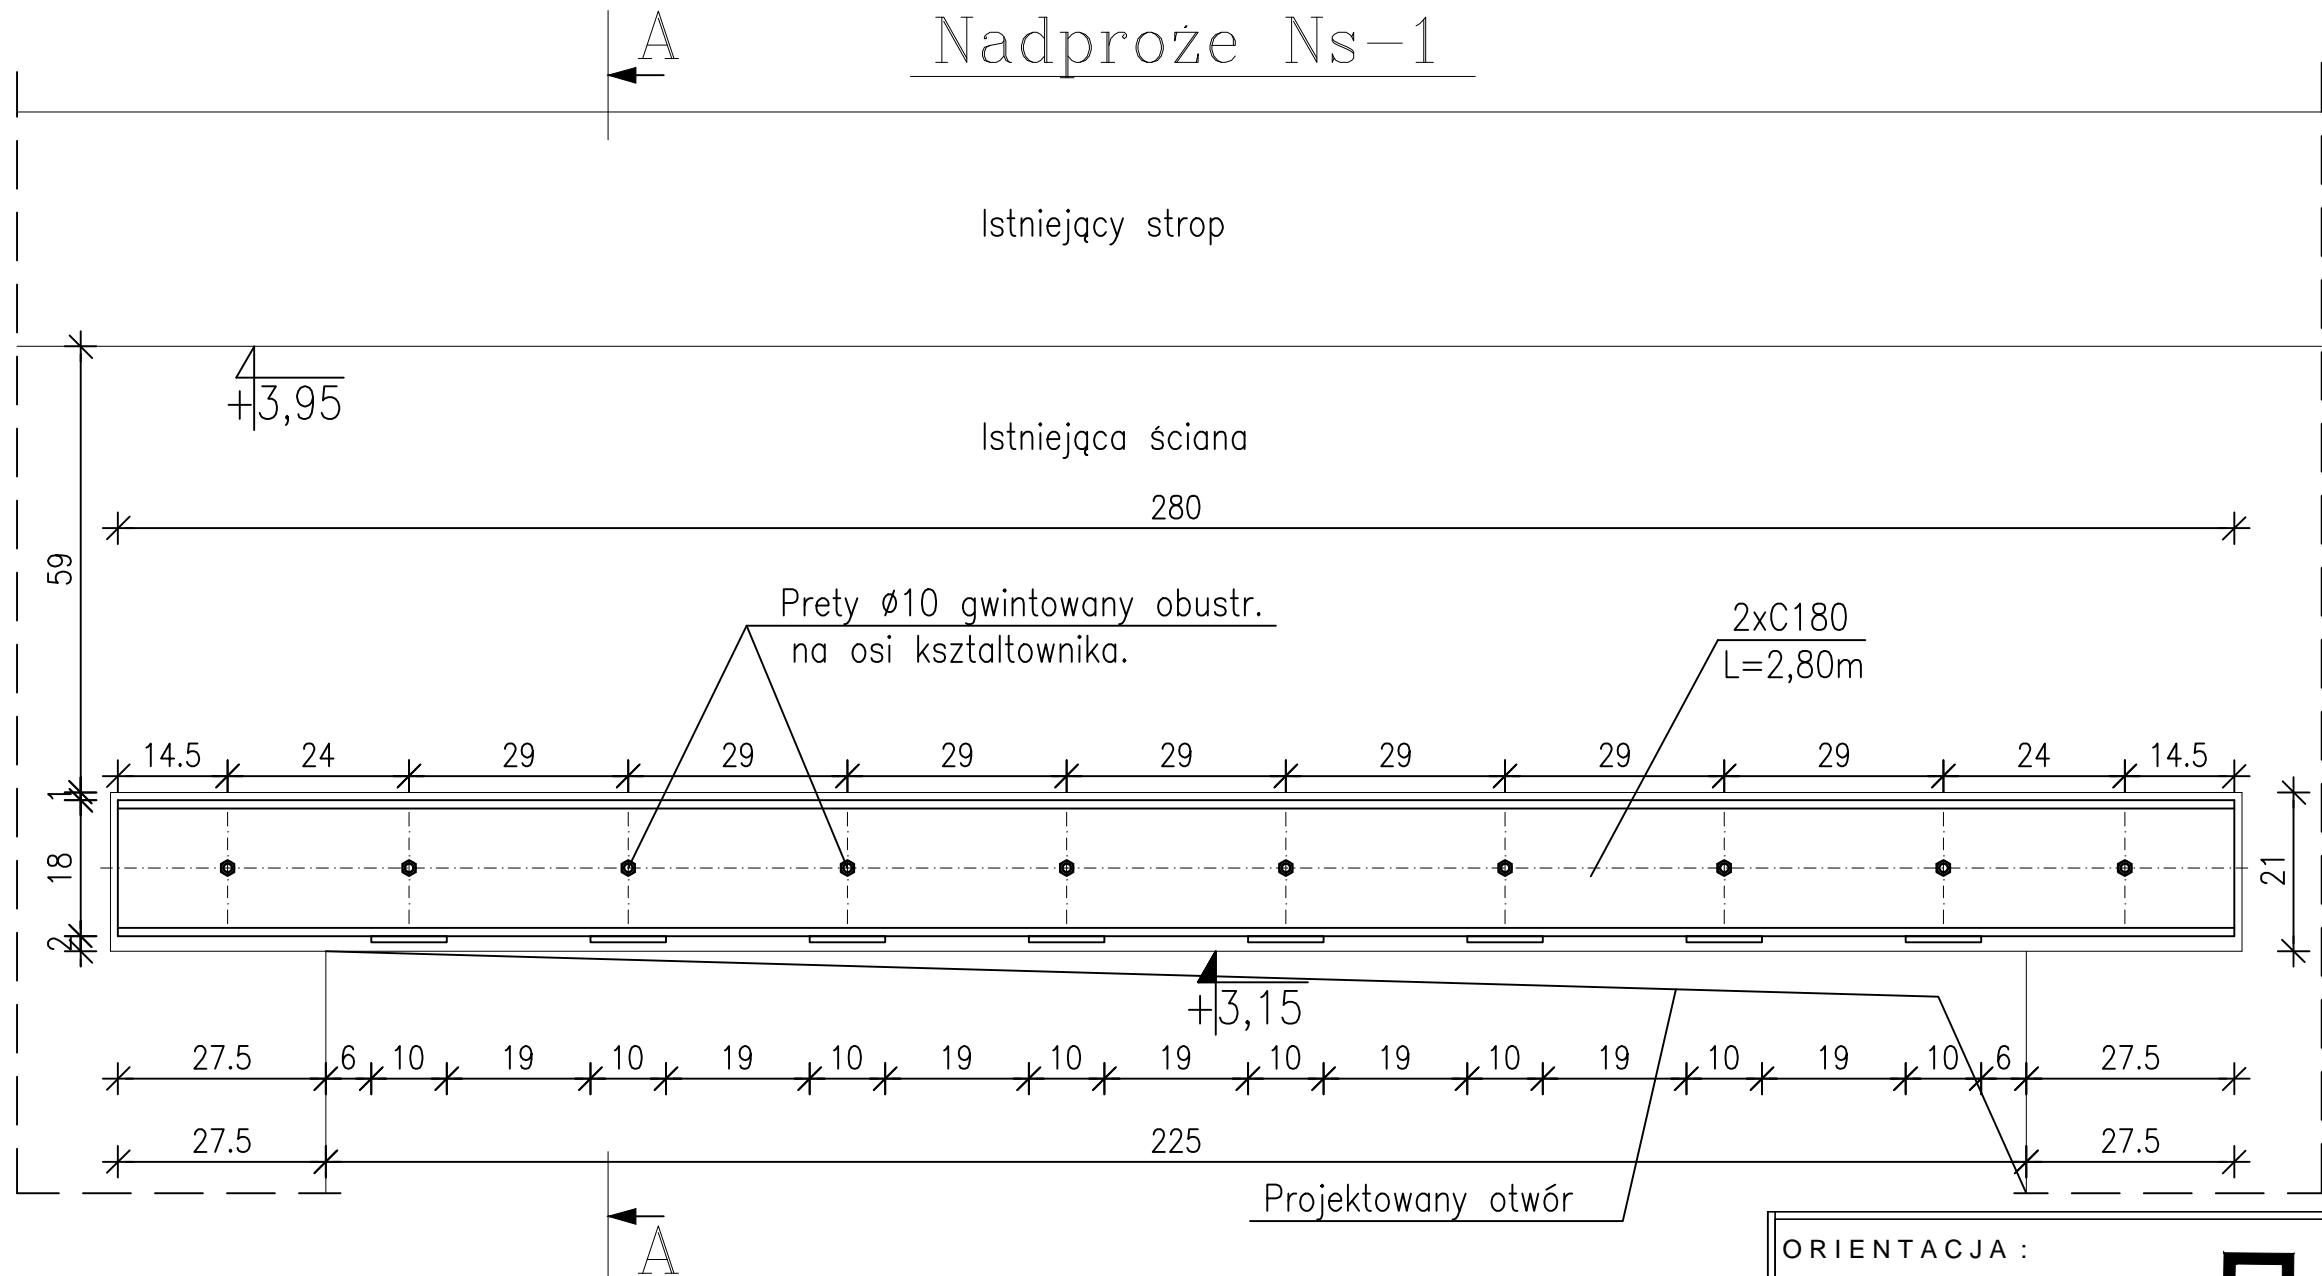 A
Nadproże Ns-1
Istniejący strop
+3,95
Istniejąca ściana
280
59
Prety ø10 gwintowany obustr.
na osi ksztaltownika.
2xC180
L=2,80m
14.5 24 29 29 29 29 29 29 29 24 14.5
1
18
2
21
+3,15
27.5 6 10 19 10 19 10 19 10 19 10 19 10 19 10 19 10 6 27.5
27.5 225 27.5
Projektowany otwór
A
ORIENTACJA :